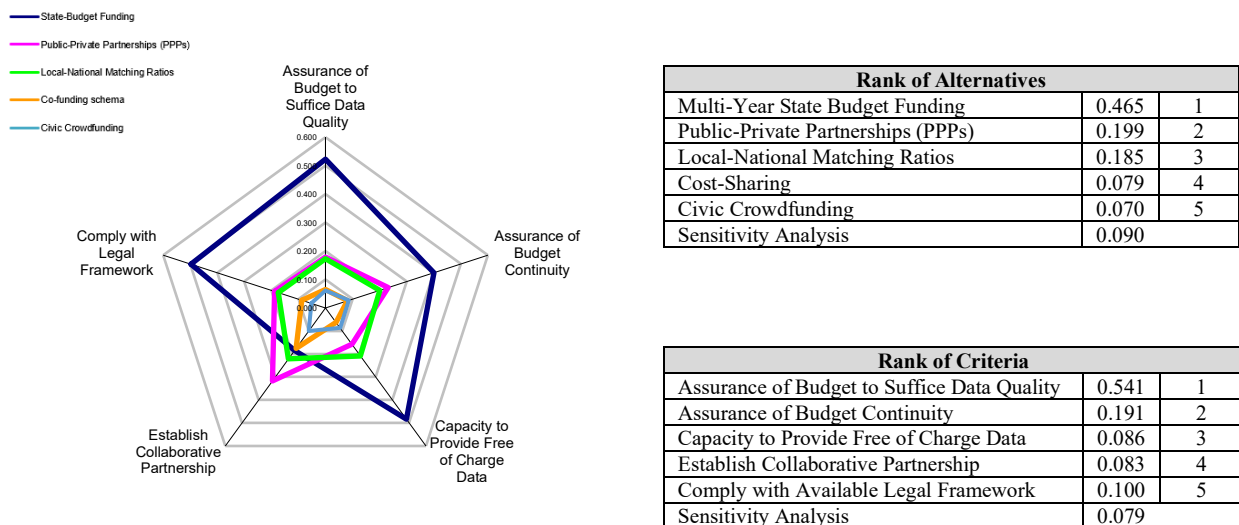 State-Budget Funding
Public-Private Partnerships (PPPs)
Local-National Matching Ratios
Co-funding schema
Civic Crowdfunding
Assurance of
Budget to
Suffice Data
Quality
0.600
0.500
0.400
0.300
0.200
0.100
0.000
Assurance of
Budget
Continuity
Capacity to
Provide Free
of Charge
Data
Establish
Collaborative
Partnership
Comply with
Legal
Framework
Rank of Alternatives
Multi-Year State Budget Funding 0.465 1
Public-Private Partnerships (PPPs) 0.199 2
Local-National Matching Ratios 0.185 3
Cost-Sharing 0.079 4
Civic Crowdfunding 0.070 5
Sensitivity Analysis 0.090
Rank of Criteria
Assurance of Budget to Suffice Data Quality 0.541 1
Assurance of Budget Continuity 0.191 2
Capacity to Provide Free of Charge Data 0.086 3
Establish Collaborative Partnership 0.083 4
Comply with Available Legal Framework 0.100 5
Sensitivity Analysis 0.079